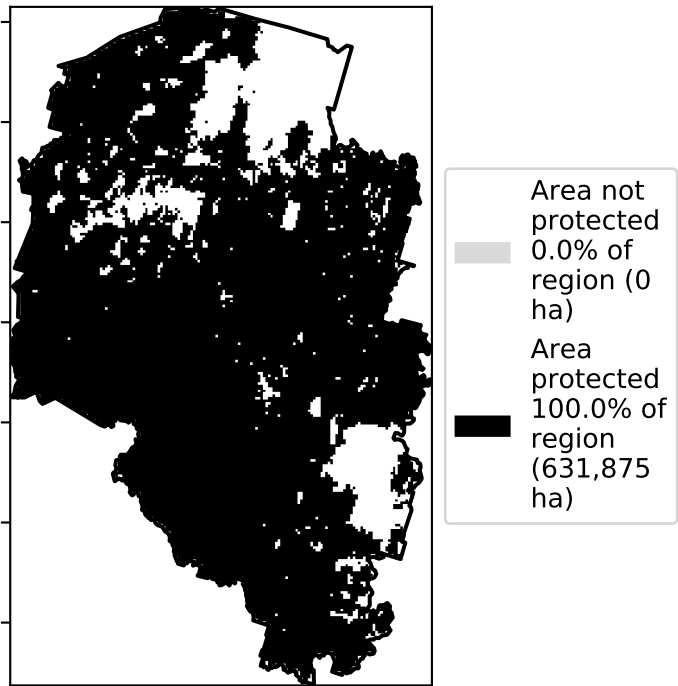 Area not
protected
0.0% of
region (0
ha)
Area
protected
100.0% of
region
(631,875
ha)